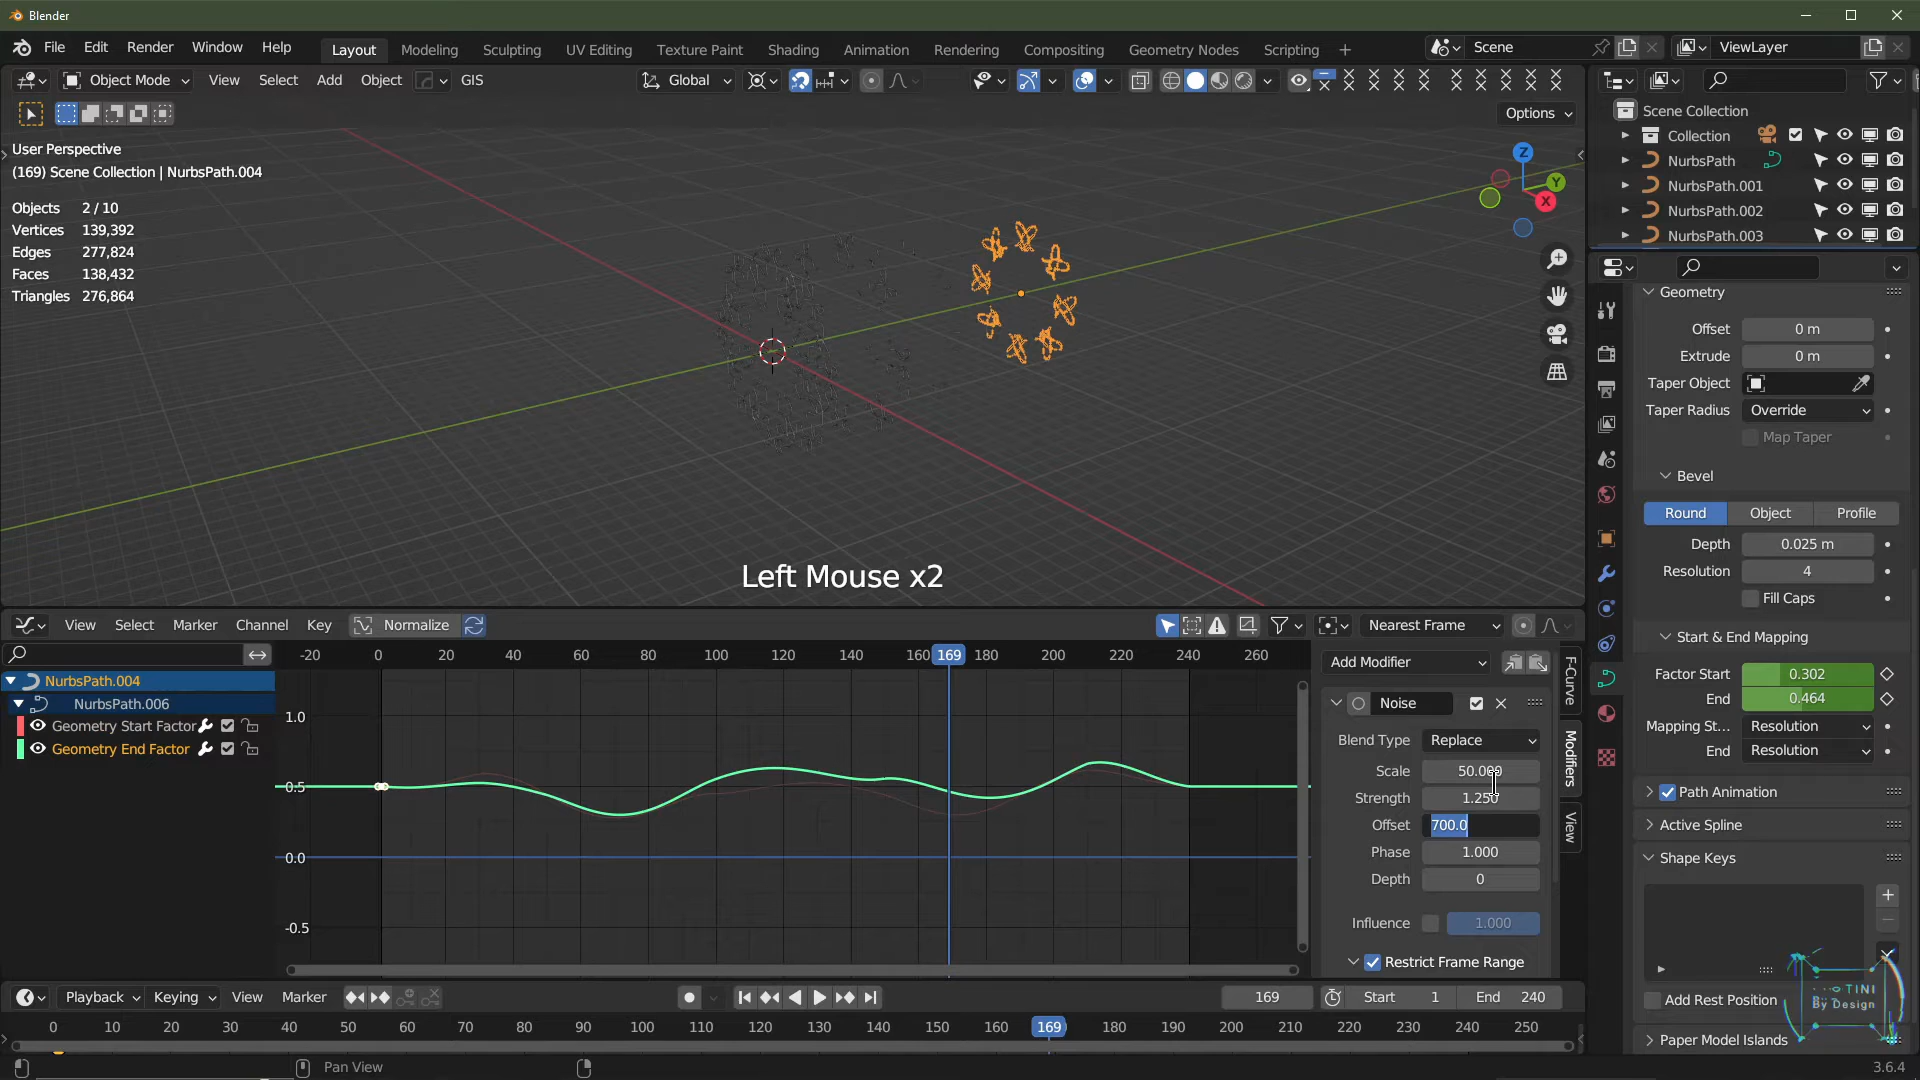 Blender
File Edit Render Window Help
Layout Modeling Sculpting UV Editing Texture Paint Shading Animation Rendering Compositing Geometry Nodes Scripting +
Scene
ViewLayer
Object Mode View Select Add Object GIS
Global
Options
User Perspective
(169) Scene Collection | NurbsPath.004
Objects 2 / 10
Vertices 139,392
Edges 277,824
Faces 138,432
Triangles 276,864
Z
Y
X
Left Mouse x2
Scene Collection
Collection
NurbsPath
NurbsPath.001
NurbsPath.002
NurbsPath.003
Geometry
Offset 0 m
Extrude 0 m
Taper Object
Taper Radius Override
Map Taper
Bevel
Round Object Profile
Depth 0.025 m
Resolution 4
Fill Caps
Start & End Mapping
Factor Start 0.302
End 0.464
Mapping St... Resolution
End Resolution
Path Animation
Active Spline
Shape Keys
Add Rest Position
Paper Model Islands
View Select Marker Channel Key Normalize
Nearest Frame
-20 0 20 40 60 80 100 120 140 160 169 180 200 220 240 260
NurbsPath.004
NurbsPath.006
Geometry Start Factor
Geometry End Factor
1.0
0.5
0.0
-0.5
Add Modifier
Noise
Blend Type Replace
Scale 50.000
Strength 1.250
Offset 700.0
Phase 1.000
Depth 0
Influence 1.000
Restrict Frame Range
F-Curve
Modifiers
View
Playback Keying View Marker
169 Start 1 End 240
0 10 20 30 40 50 60 70 80 90 100 110 120 130 140 150 160 169 180 190 200 210 220 230 240 250
Pan View
3.6.4
By Design